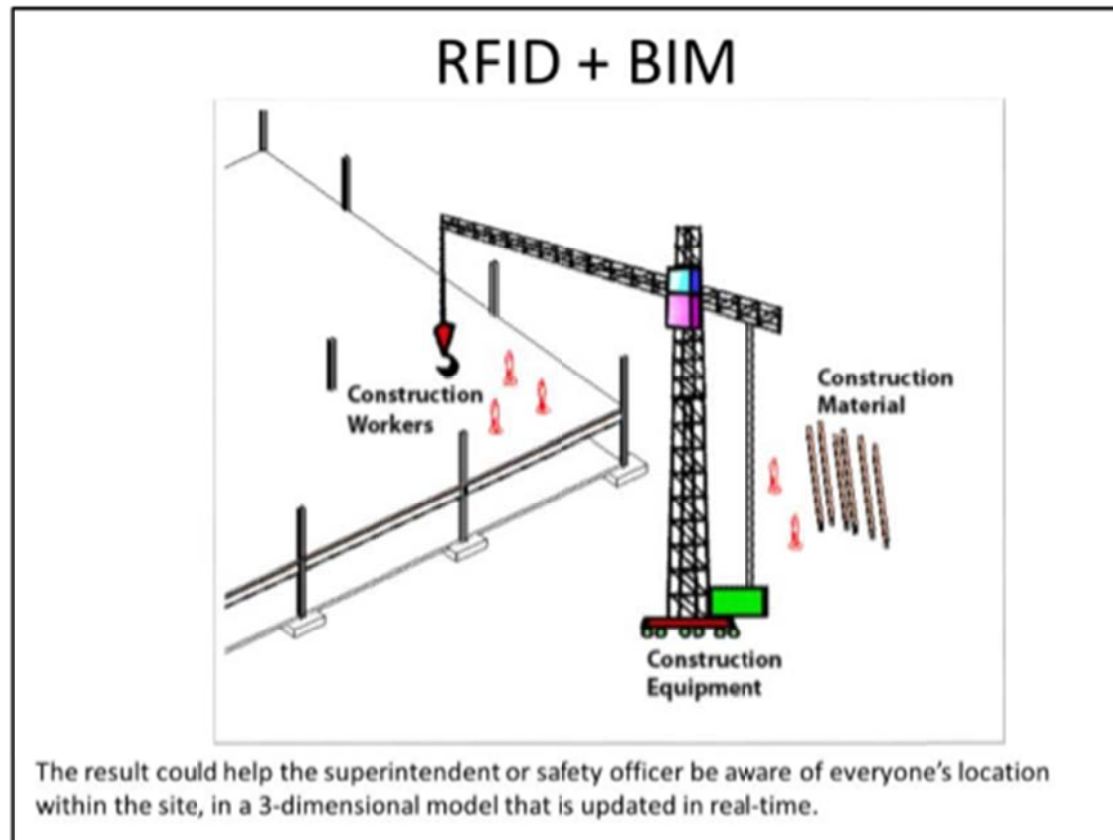 RFID + BIM
Construction
Workers
Construction
Material
Construction
Equipment
The result could help the superintendent or safety officer be aware of everyone's location
within the site, in a 3-dimensional model that is updated in real-time.